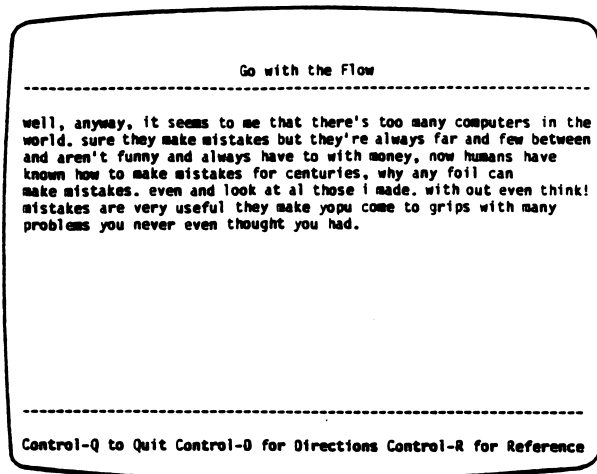 Go with the Flow
well, anyway, it seems to me that there's too many computers in the
world. sure they make mistakes but they're always far and few between
and aren't funny and always have to with money, now humans have
known how to make mistakes for centuries, why any foil can
make mistakes. even and look at al those i made. with out even think!
mistakes are very useful they make yopu come to grips with many
problems you never even thought you had.
Control-Q to Quit Control-D for Directions Control-R for Reference